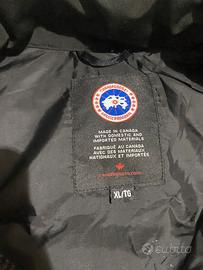 MADE IN CANADA
WITH DOMESTIC AND
IMPORTED MATERIALS
FABRIQUÉ AU CANADA
AVEC DES MATÉRIAUX
NATIONAUX ET IMPORTÉS
XL/TG
subito